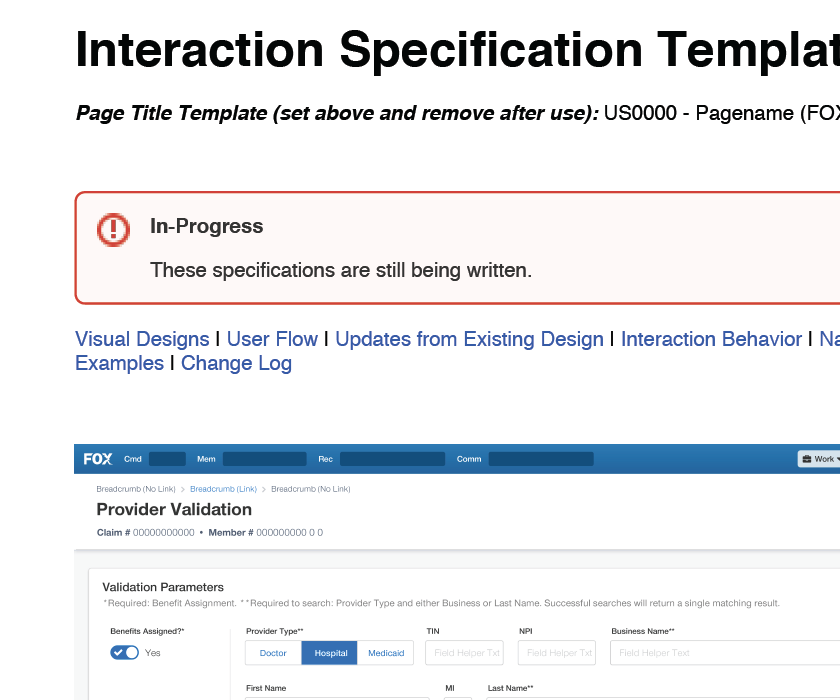 Interaction Specification Templat
Page Title Template (set above and remove after use): US0000 - Pagename (FOX
In-Progress
These specifications are still being written.
Visual Designs | User Flow | Updates from Existing Design | Interaction Behavior | Na
Examples | Change Log
FOX Cmd Mem Rec Comm Work
Breadcrumb (No Link) > Breadcrumb (Link) > Breadcrumb (No Link)
Provider Validation
Claim # 00000000000 • Member # 000000000 0 0
Validation Parameters
*Required: Benefit Assignment. **Required to search: Provider Type and either Business or Last Name. Successful searches will return a single matching result.
Benefits Assigned?* Provider Type** TIN NPI Business Name**
Yes Doctor Hospital Medicaid Field Helper Txt Field Helper Txt Field Helper Text
First Name MI Last Name**